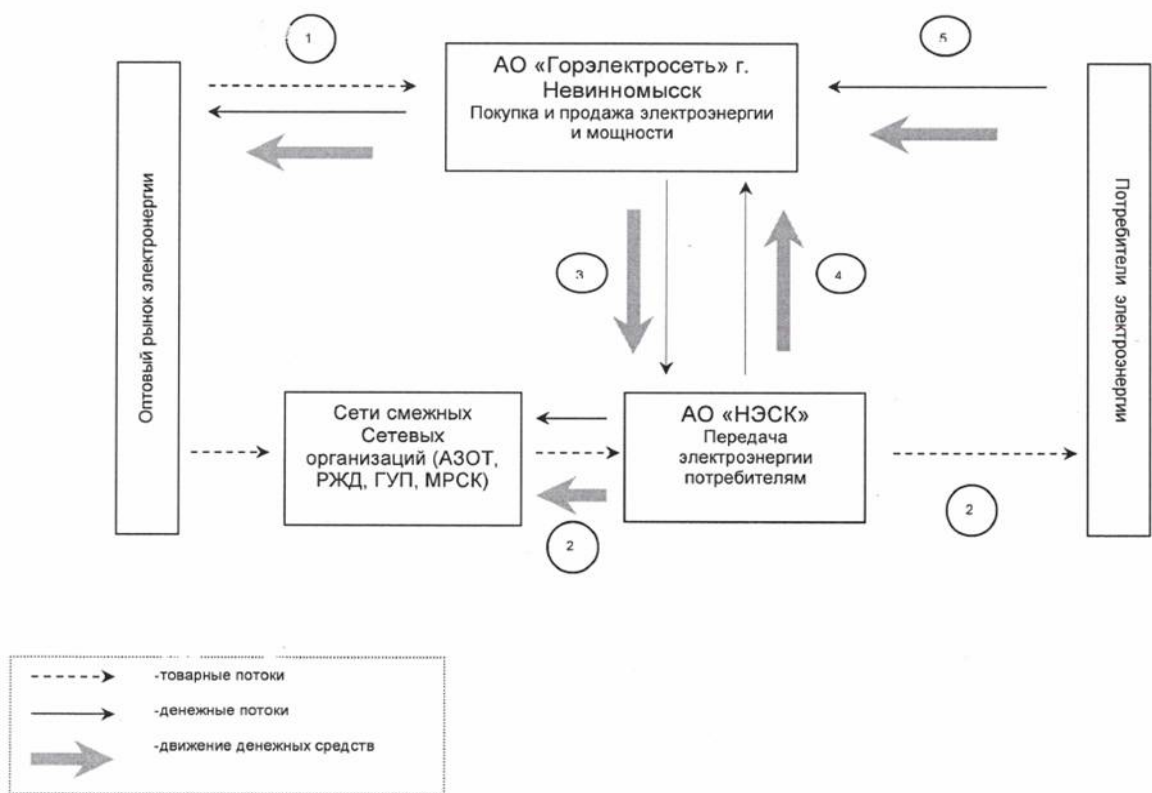 1
5
АО «Горэлектросеть» г.
Невинномысск
Покупка и продажа электроэнергии
и мощности
Оптовый рынок электронергии
Потребители электроэнергии
3
4
Сети смежных
Сетевых
организаций (АЗОТ,
РЖД, ГУП, МРСК)
АО «НЭСК»
Передача
электроэнергии
потребителям
2
2
-товарные потоки
-денежные потоки
-движение денежных средств